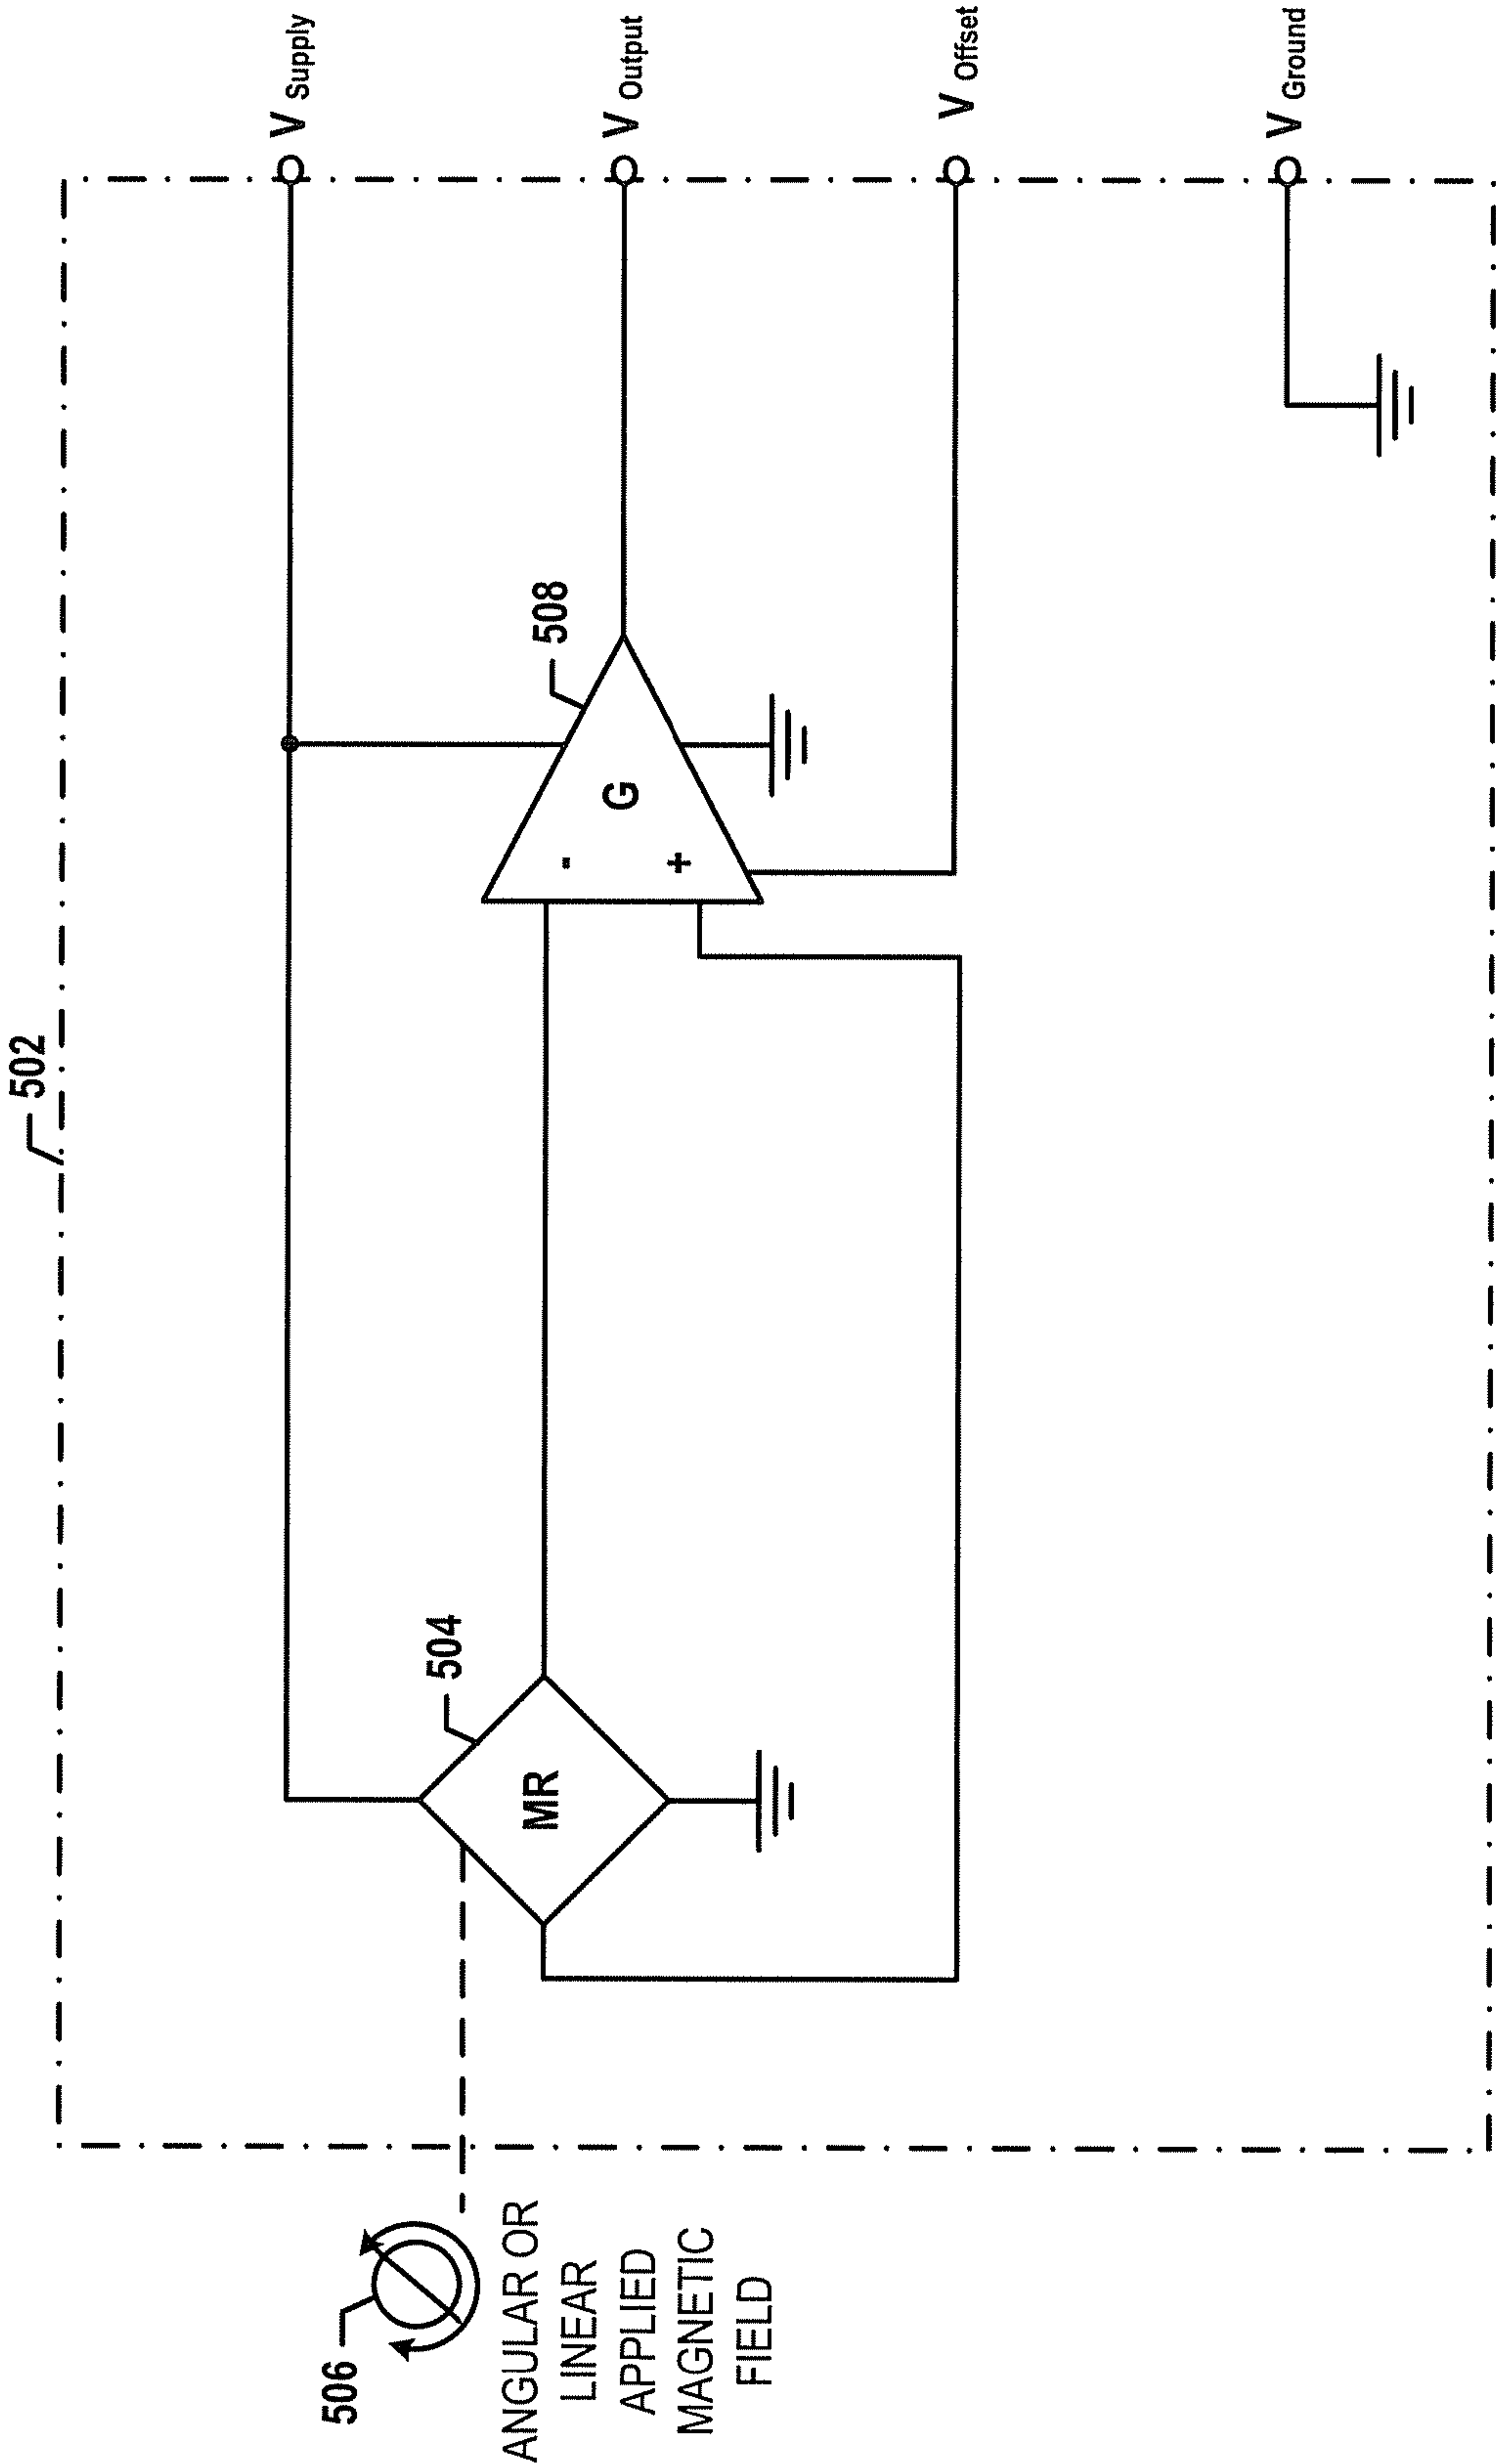 502
V Supply
V Output
V Offset
V Ground
508
G
-
+
504
MR
506
ANGULAR OR
LINEAR
APPLIED
MAGNETIC
FIELD